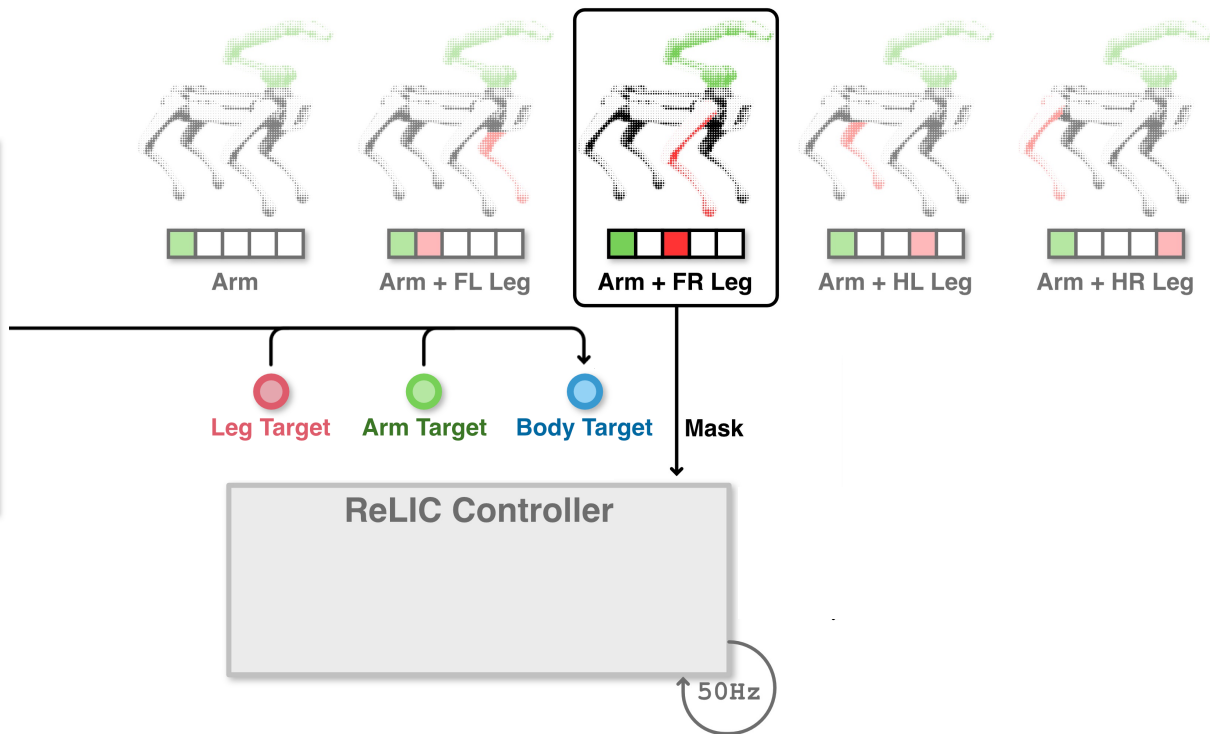 Arm
Arm + FL Leg
Arm + FR Leg
Arm + HL Leg
Arm + HR Leg
Leg Target
Arm Target
Body Target
Mask
ReLIC Controller
50Hz